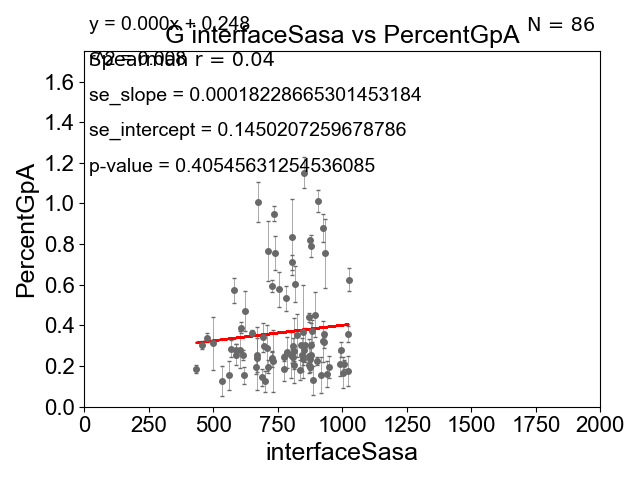 y = 0.000x + 0.248
G interfaceSasa vs PercentGpA
N = 86
Spearman r = 0.04
se_slope = 0.00018228665301453184
se_intercept = 0.1450207259678786
p-value = 0.40545631254536085
PercentGpA
1.6
1.4
1.2
1.0
0.8
0.6
0.4
0.2
0.0
0 250 500 750 1000 1250 1500 1750 2000
interfaceSasa